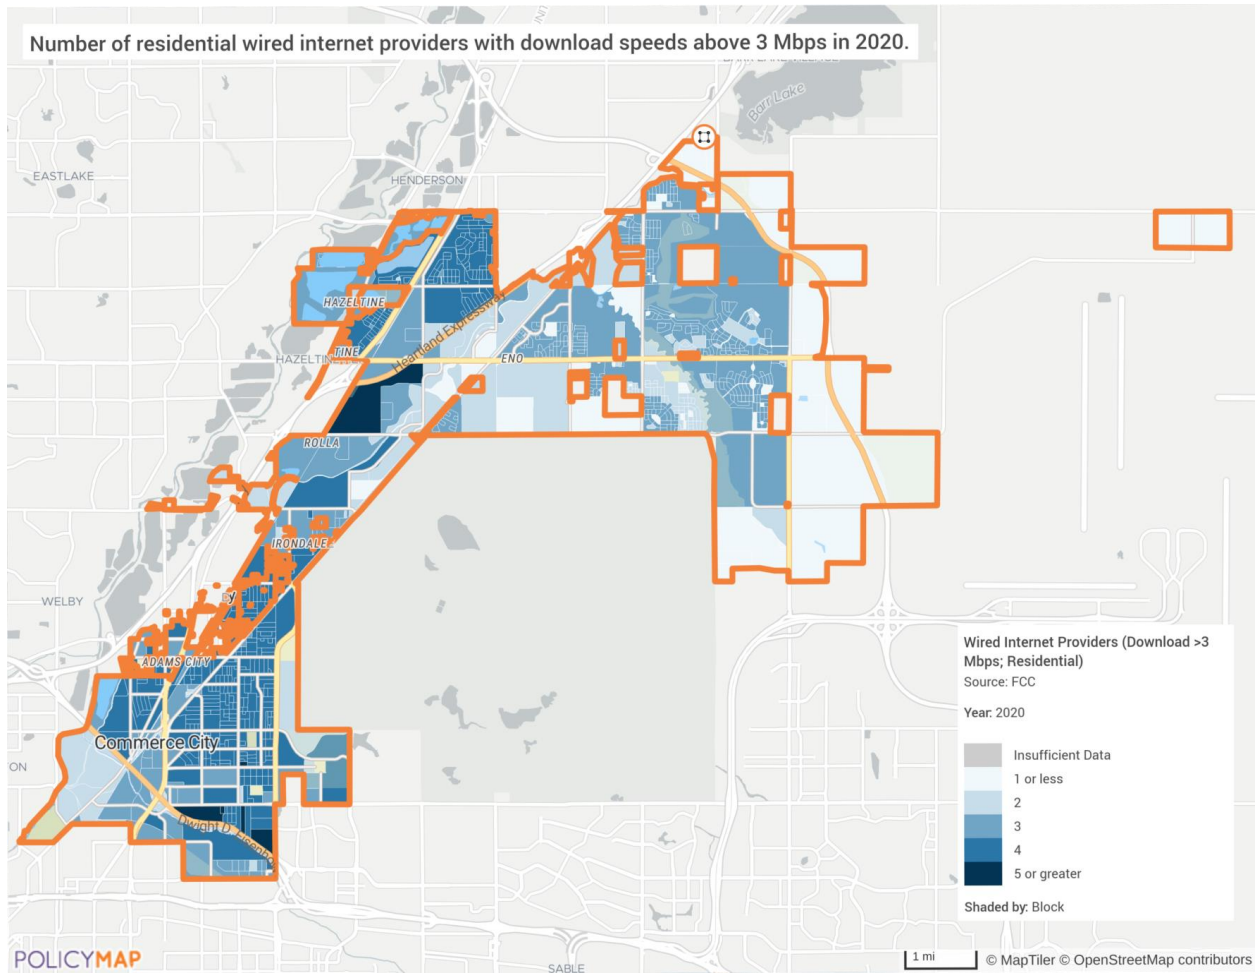 Number of residential wired internet providers with download speeds above 3 Mbps in 2020.
Barr Lake
EASTLAKE
HENDERSON
HAZELTINE
TINE
HAZELTIN
Heartland Expressway
ENO
ROLLA
IRONDALE
WELBY
ADAMS CITY
Commerce City
ON
Dwight D. Eisenho
SABLE
Wired Internet Providers (Download >3
Mbps; Residential)
Source: FCC
Year: 2020
Insufficient Data
1 or less
2
3
4
5 or greater
Shaded by: Block
POLICYMAP
1 mi
© MapTiler © OpenStreetMap contributors